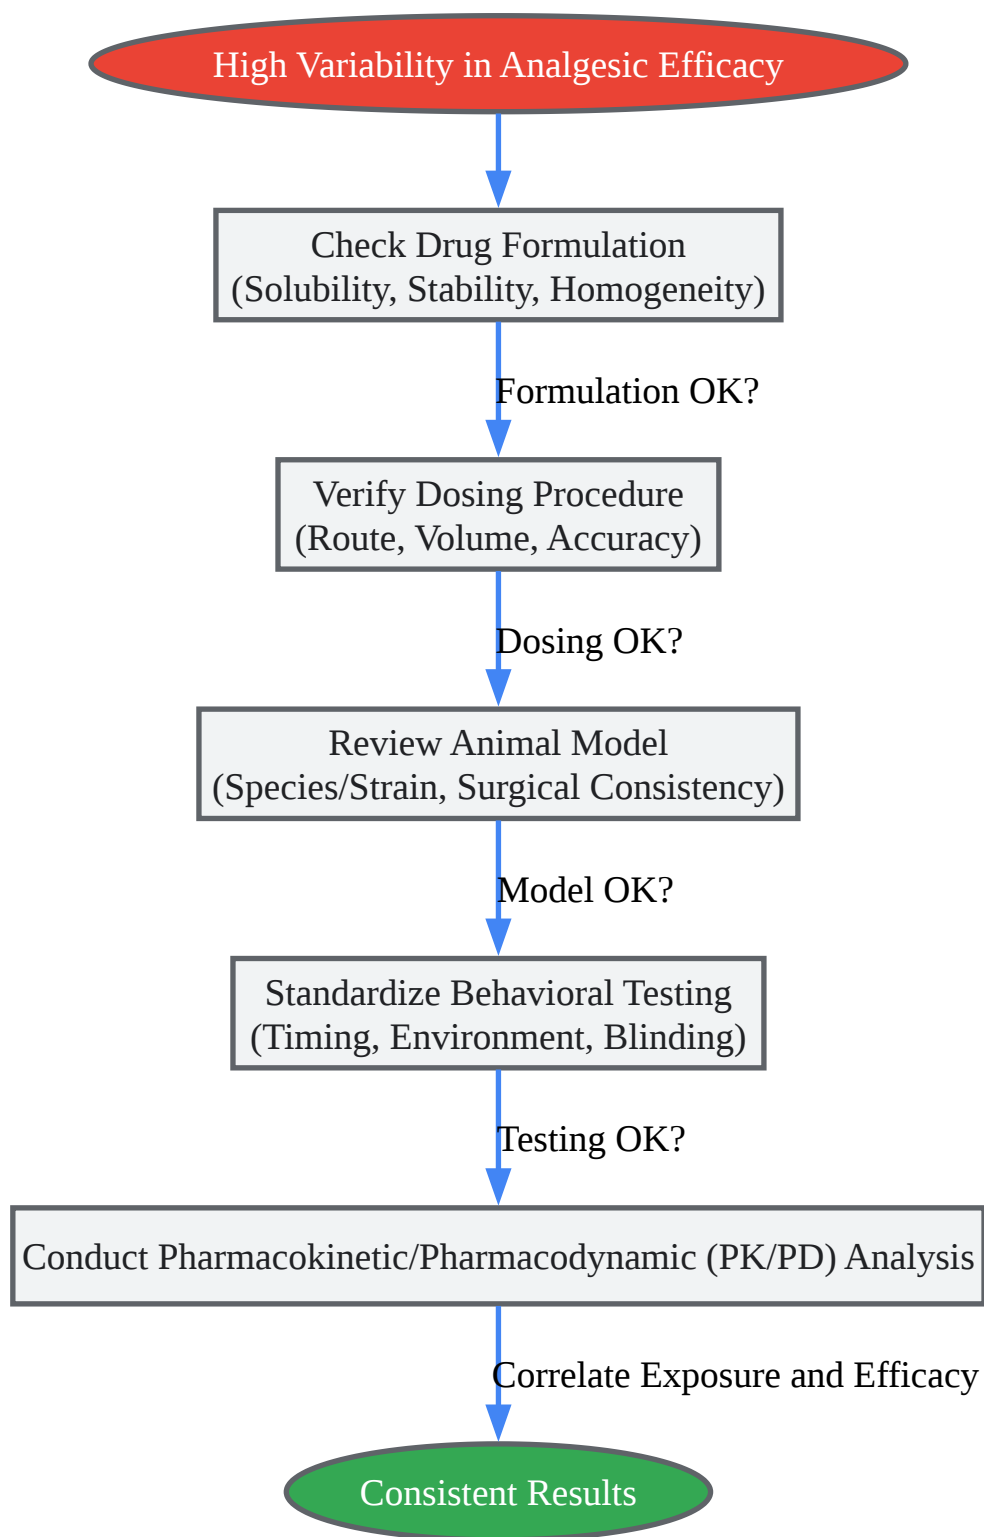 High Variability in Analgesic Efficacy
Check Drug Formulation
(Solubility, Stability, Homogeneity)
Formulation OK?
Verify Dosing Procedure
(Route, Volume, Accuracy)
Dosing OK?
Review Animal Model
(Species/Strain, Surgical Consistency)
Model OK?
Standardize Behavioral Testing
(Timing, Environment, Blinding)
Testing OK?
Conduct Pharmacokinetic/Pharmacodynamic (PK/PD) Analysis
Correlate Exposure and Efficacy
Consistent Results